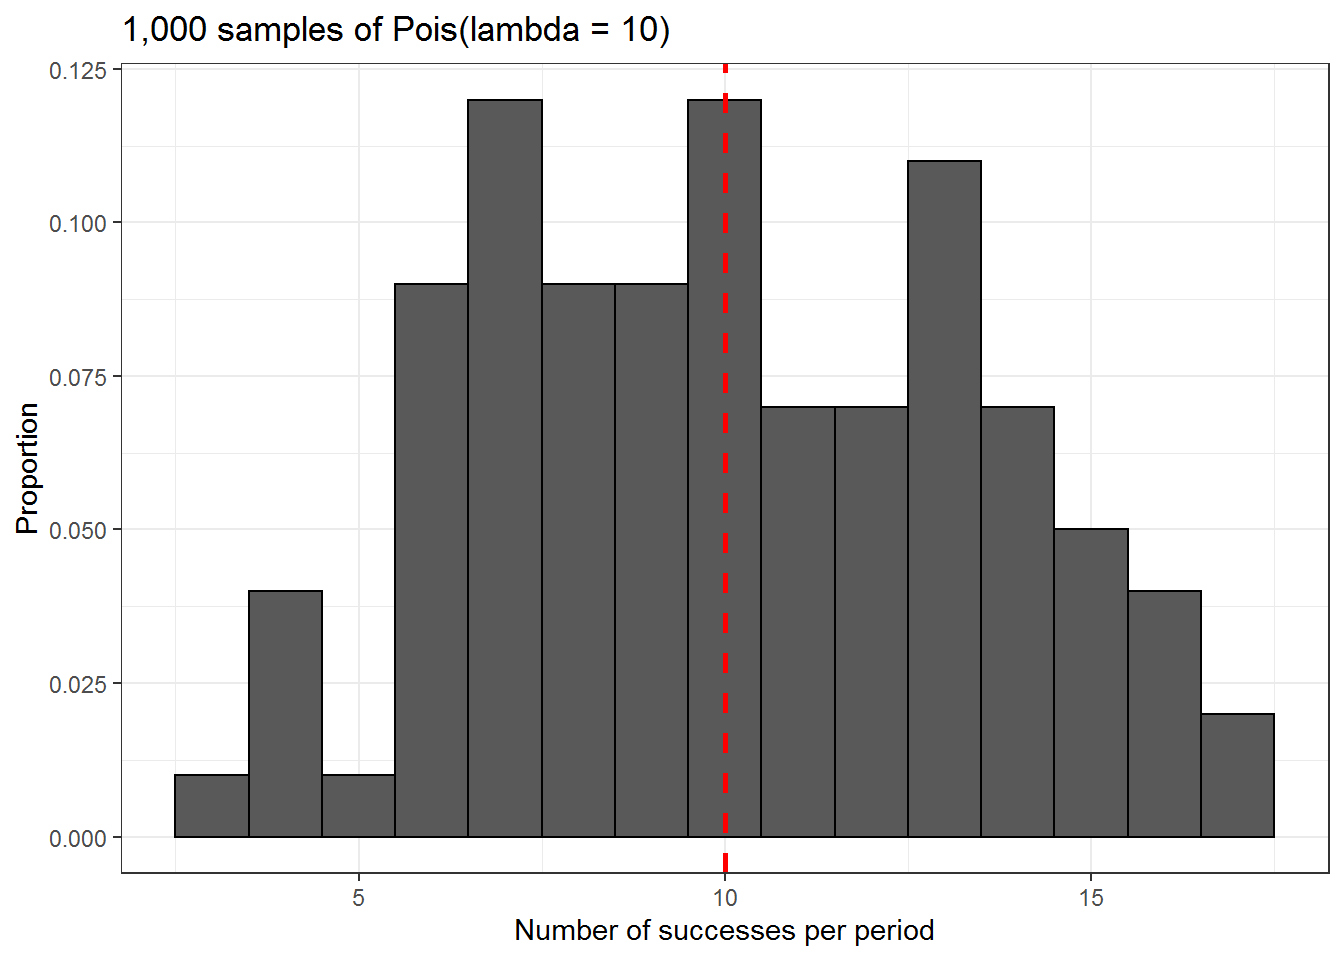 1,000 samples of Pois(lambda = 10)
0.125
0.100
0.075
0.050
0.025
0.000
Proportion
5 10 15
Number of successes per period